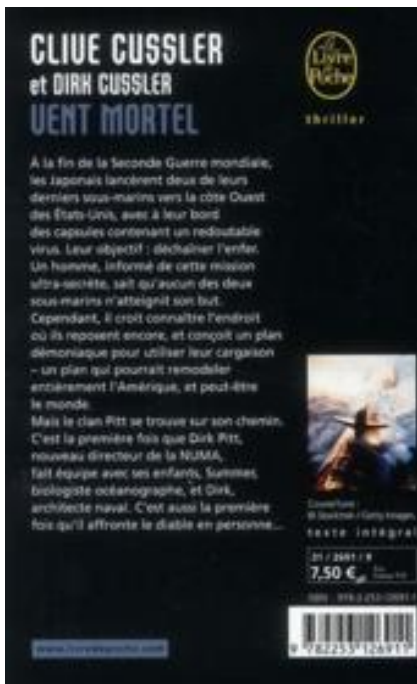 CLIVE CUSSLER
et DIRK CUSSLER
VENT MORTEL
Le
Livre
de
Poche
thriller
À la fin de la Seconde Guerre mondiale,
les Japonais lancèrent deux de leurs
derniers sous-marins vers la côte Ouest
des États-Unis, avec à leur bord
des capsules contenant un redoutable
virus. Leur objectif : déchaîner l'enfer.
Un homme, informé de cette mission
ultra-secrète, sait qu'aucun des deux
sous-marins n'atteignit son but.
Cependant, il croit connaître l'endroit
où ils reposent encore, et conçoit un plan
démoniaque pour utiliser leur cargaison
– un plan qui pourrait remodeler
entièrement l'Amérique, et peut-être
le monde.
Mais le clan Pitt se trouve sur son chemin.
C'est la première fois que Dirk Pitt,
nouveau directeur de la NUMA,
fait équipe avec ses enfants, Summer,
biologiste océanographe, et Dirk,
architecte naval. C'est aussi la première
fois qu'il affronte le diable en personne...
Couverture :
texte intégral
31 / 2691 / 9
7,50 €
www.livredepoche.com
9 782253 126911